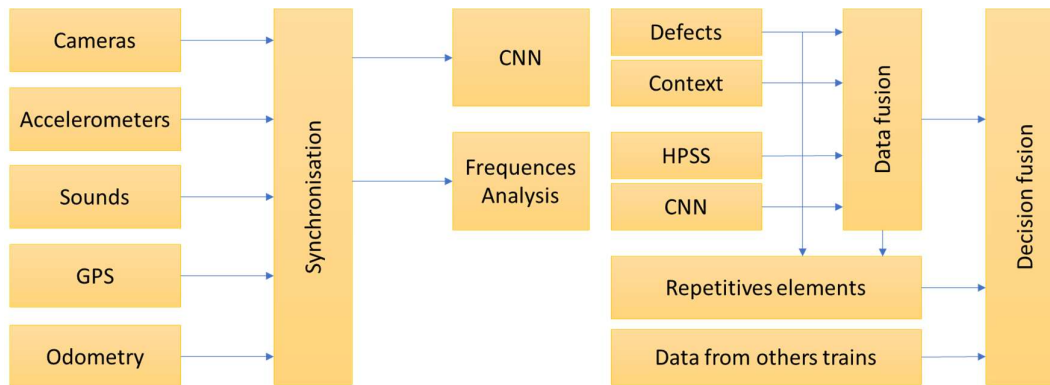 Cameras
Accelerometers
Sounds
GPS
Odometry
Synchronisation
CNN
Frequences
Analysis
Defects
Context
HPSS
CNN
Data fusion
Repetitives elements
Data from others trains
Decision fusion